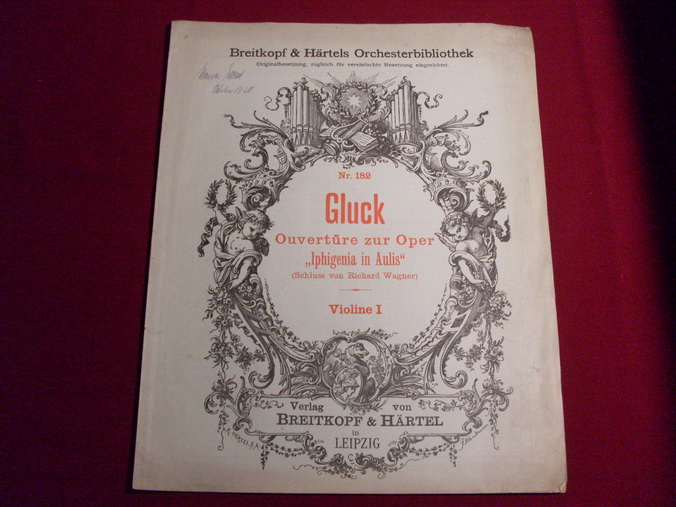 Breitkopf & Härtels Orchesterbibliothek
Originalbesetzung, zugleich für vereinfachte Besetzung eingerichtet.
Nr. 182
Gluck
Ouvertüre zur Oper
„Iphigenia in Aulis“
(Schluss von Richard Wagner)
Violine I
Verlag von
BREITKOPF & HÄRTEL
in
LEIPZIG